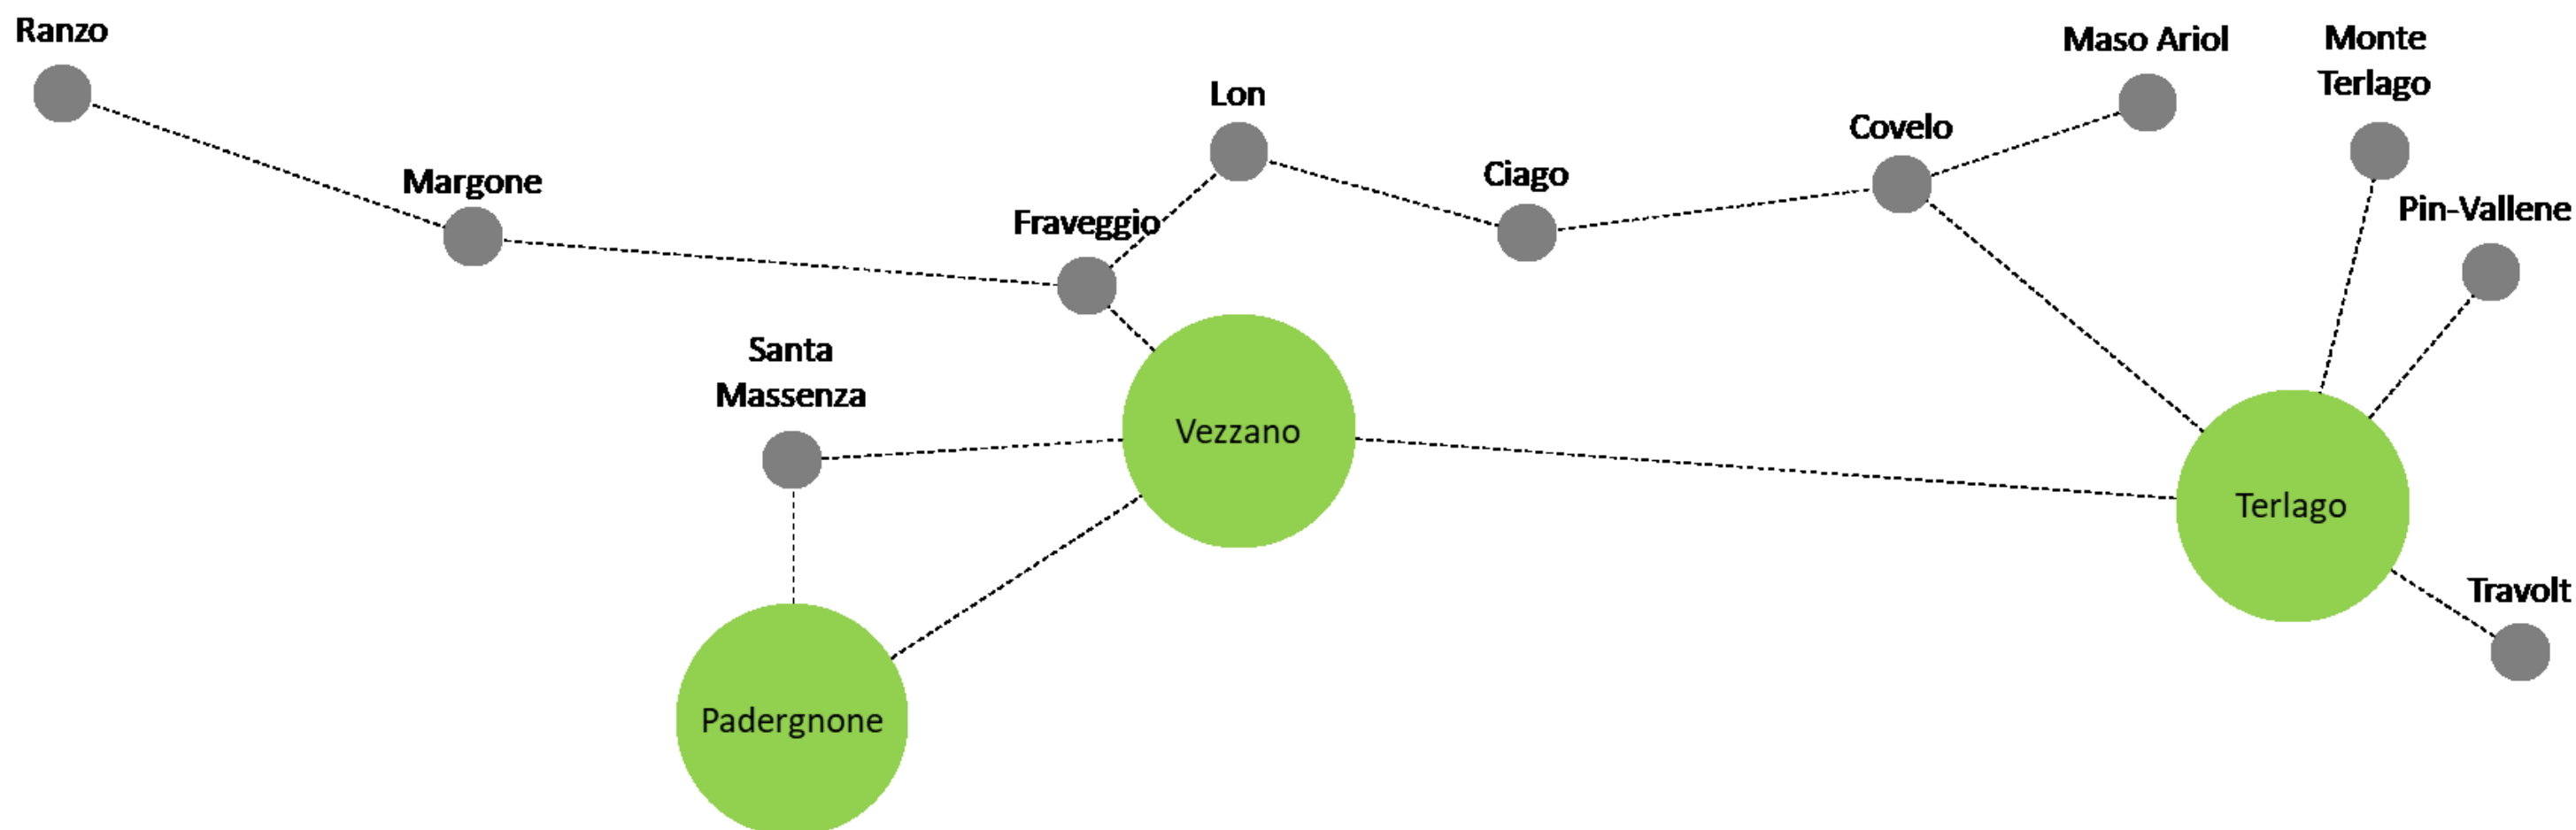 Ranzo
Margone
Fraveggio
Lon
Ciago
Covelo
Maso Ariol
Monte
Terlago
Pin-Vallene
Santa
Massenza
Vezzano
Terlago
Travolt
Padergnone